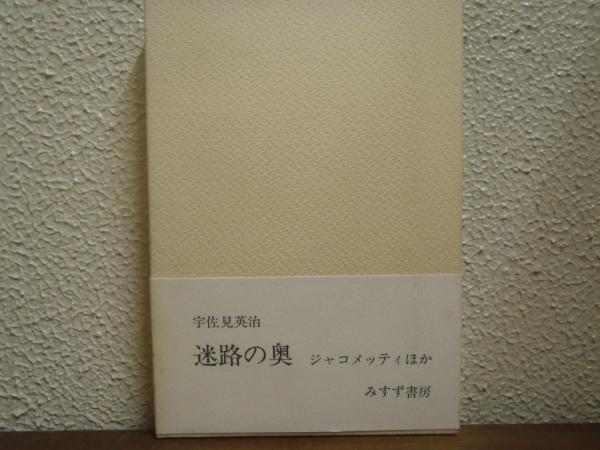 宇佐見英治
迷路の奥 ジャコメッティほか
みすず書房